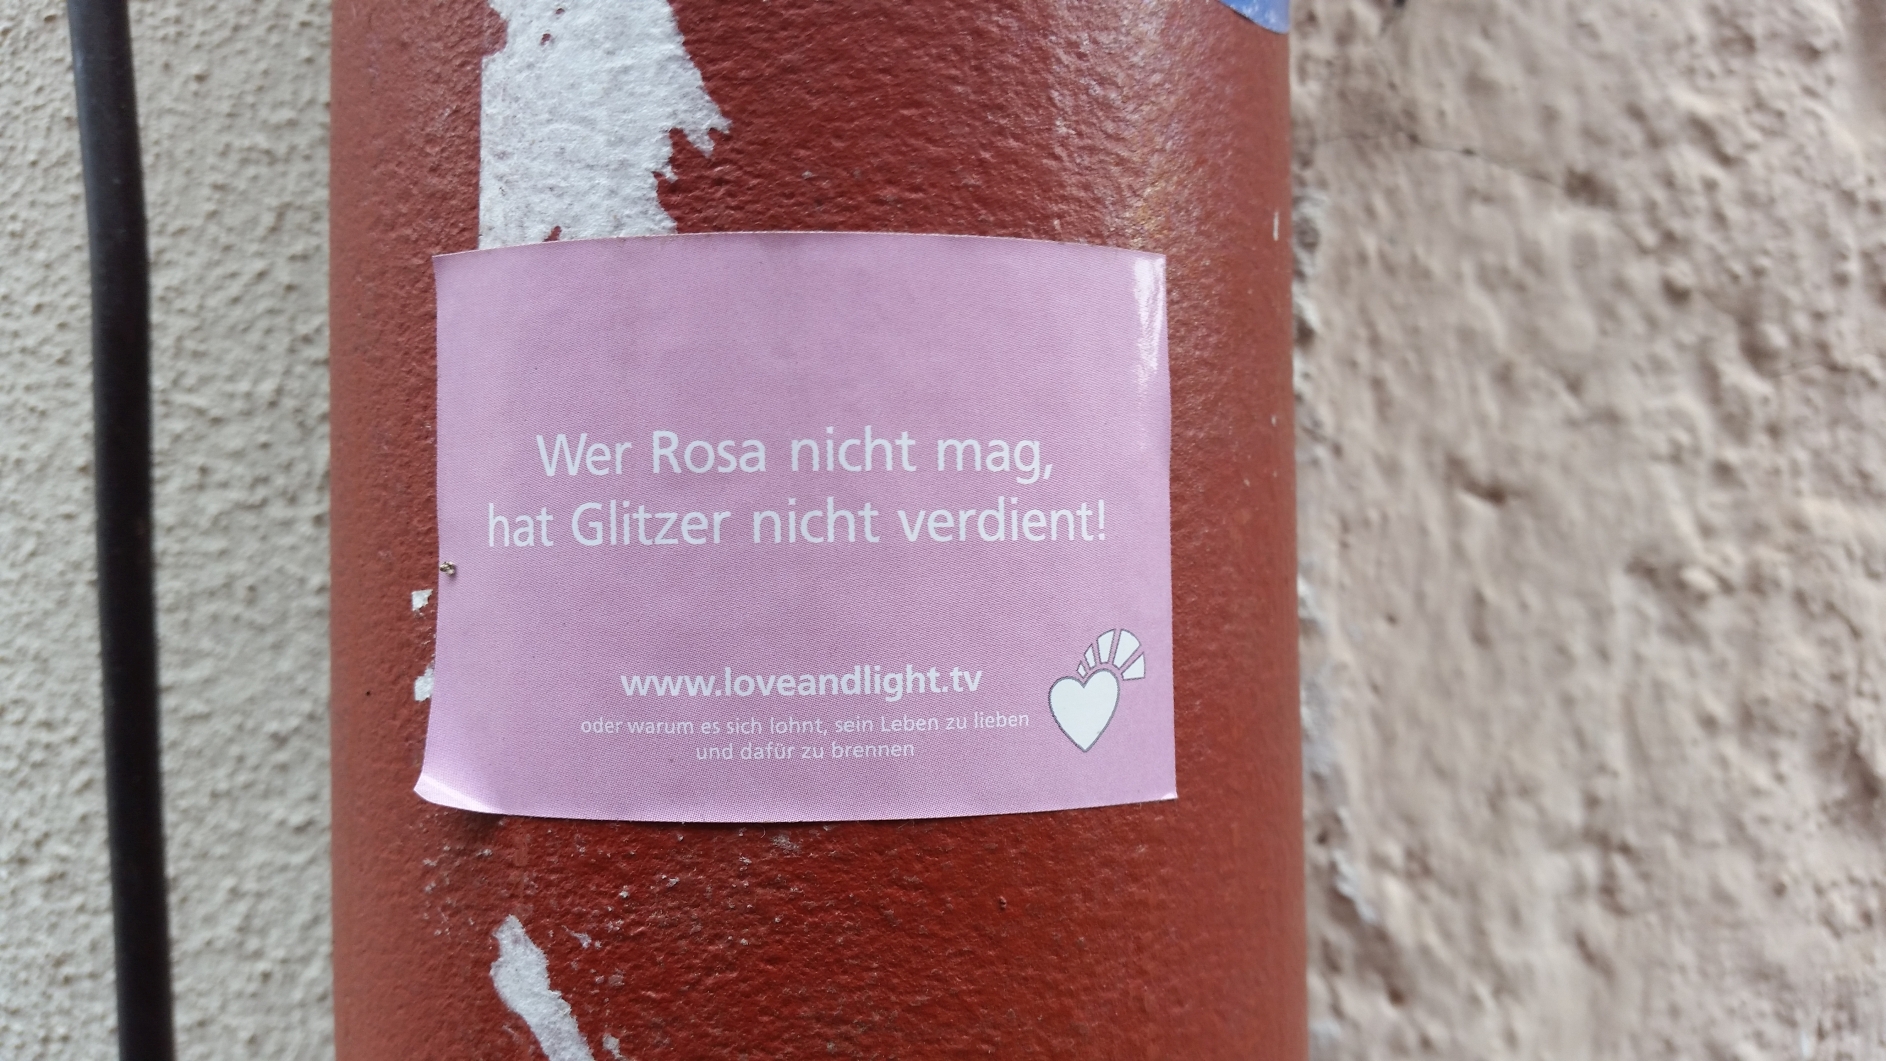 Wer Rosa nicht mag,
hat Glitzer nicht verdient!
www.loveandlight.tv
oder warum es sich lohnt, sein Leben zu lieben
und dafür zu brennen